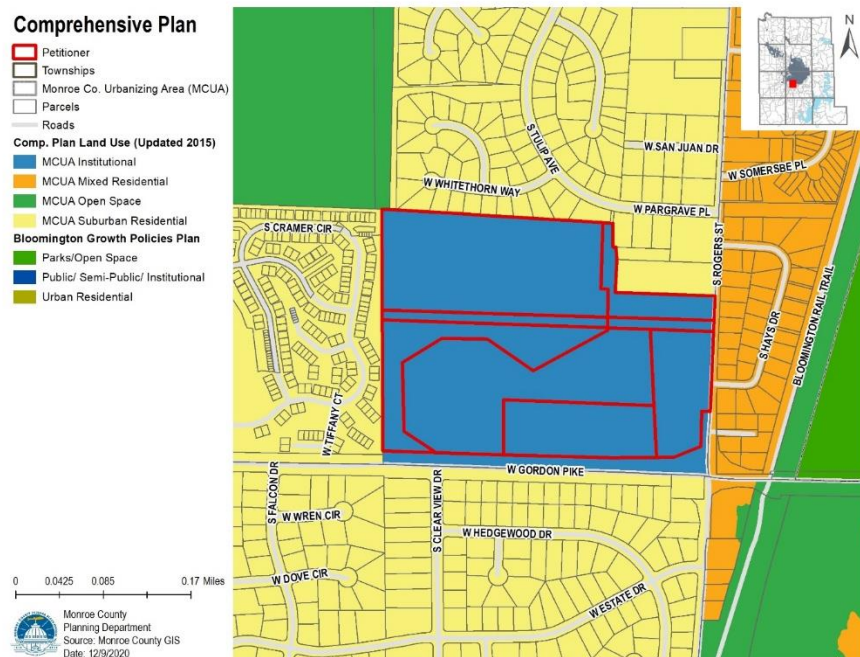 Comprehensive Plan
Petitioner
Townships
Monroe Co. Urbanizing Area (MCUA)
Parcels
Roads
Comp. Plan Land Use (Updated 2015)
MCUA Institutional
MCUA Mixed Residential
MCUA Open Space
MCUA Suburban Residential
Bloomington Growth Policies Plan
Parks/Open Space
Public/ Semi-Public/ Institutional
Urban Residential
N
S TULIP AVE
W SAN JUAN DR
W SOMERSBE PL
W WHITETHORN WAY
W PARGRAVE PL
S CRAMER CIR
S ROGERS ST
S HAYS DR
BLOOMINGTON RAIL TRAIL
W TIFFANY CT
W GORDON PIKE
S FALCON DR
S CLEAR VIEW DR
W WREN CIR
W HEDGEWOOD DR
W DOVE CIR
W ESTATE DR
0 0.0425 0.085 0.17 Miles
Monroe County
Planning Department
Source: Monroe County GIS
Date: 12/9/2020